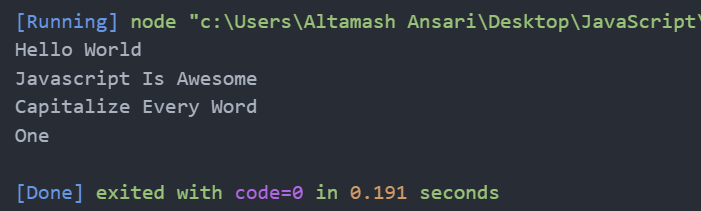 [Running] node "c:\Users\Altamash Ansari\Desktop\JavaScript\
Hello World
Javascript Is Awesome
Capitalize Every Word
One
[Done] exited with code=0 in 0.191 seconds